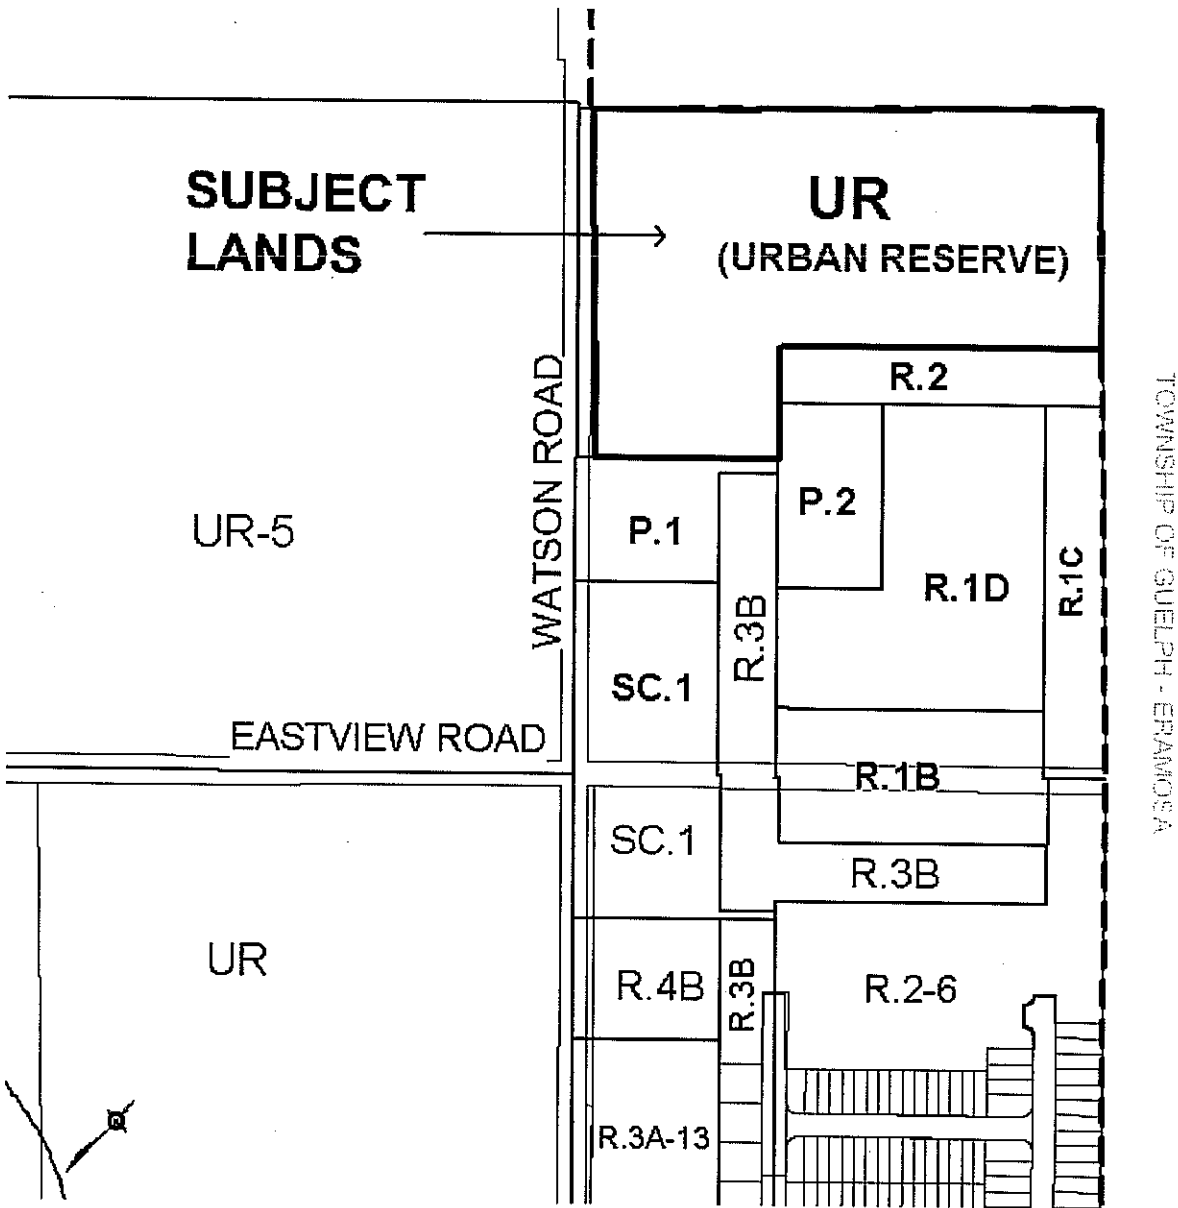 SUBJECT
LANDS
UR
(URBAN RESERVE)
R.2
WATSON ROAD
TOWNSHIP OF GUELPH - ERAMOSA
UR-5
P.1
P.2
R.3B
R.1D
R.1C
SC.1
EASTVIEW ROAD
R.1B
SC.1
R.3B
UR
R.4B
R.3B
R.2-6
R.3A-13